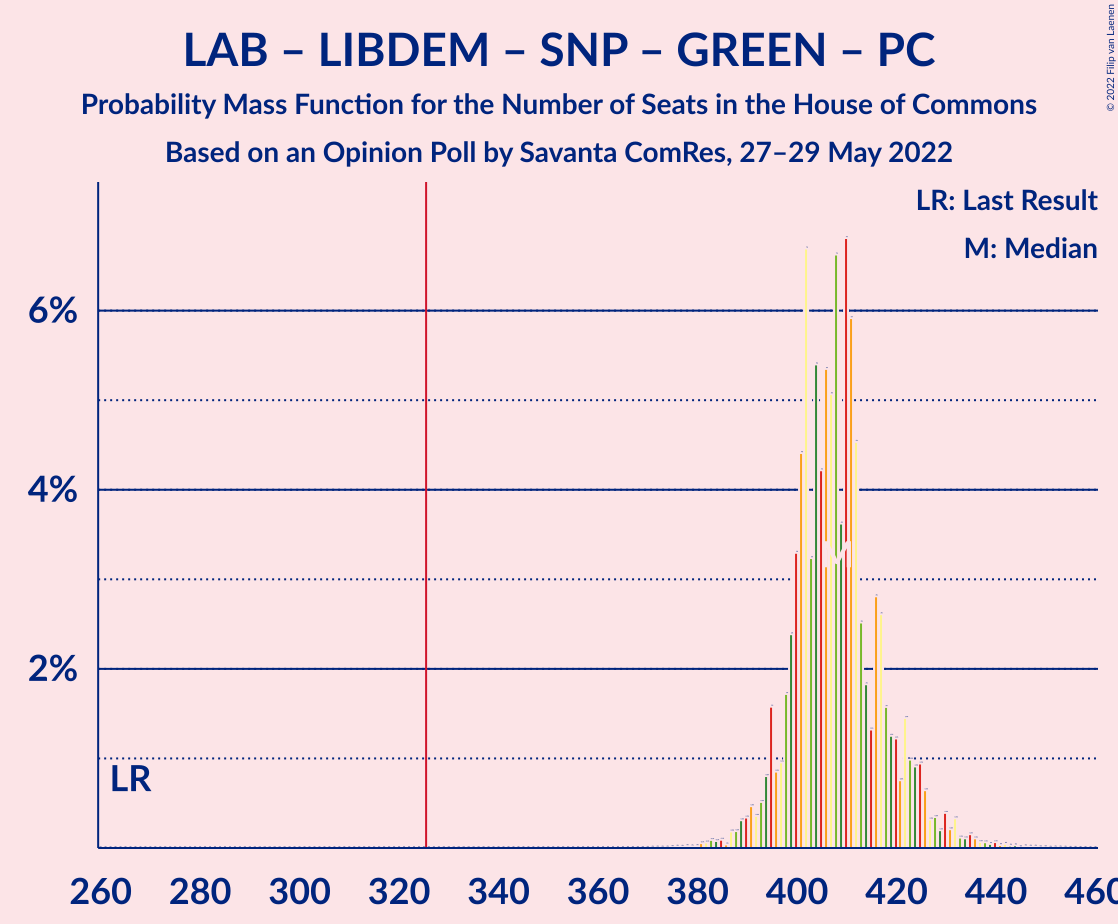 LAB – LIBDEM – SNP – GREEN – PC
Probability Mass Function for the Number of Seats in the House of Commons
Based on an Opinion Poll by Savanta ComRes, 27–29 May 2022
© 2022 Filip van Laenen
LR: Last Result
M: Median
6%
4%
2%
LR
M
260 280 300 320 340 360 380 400 420 440 460